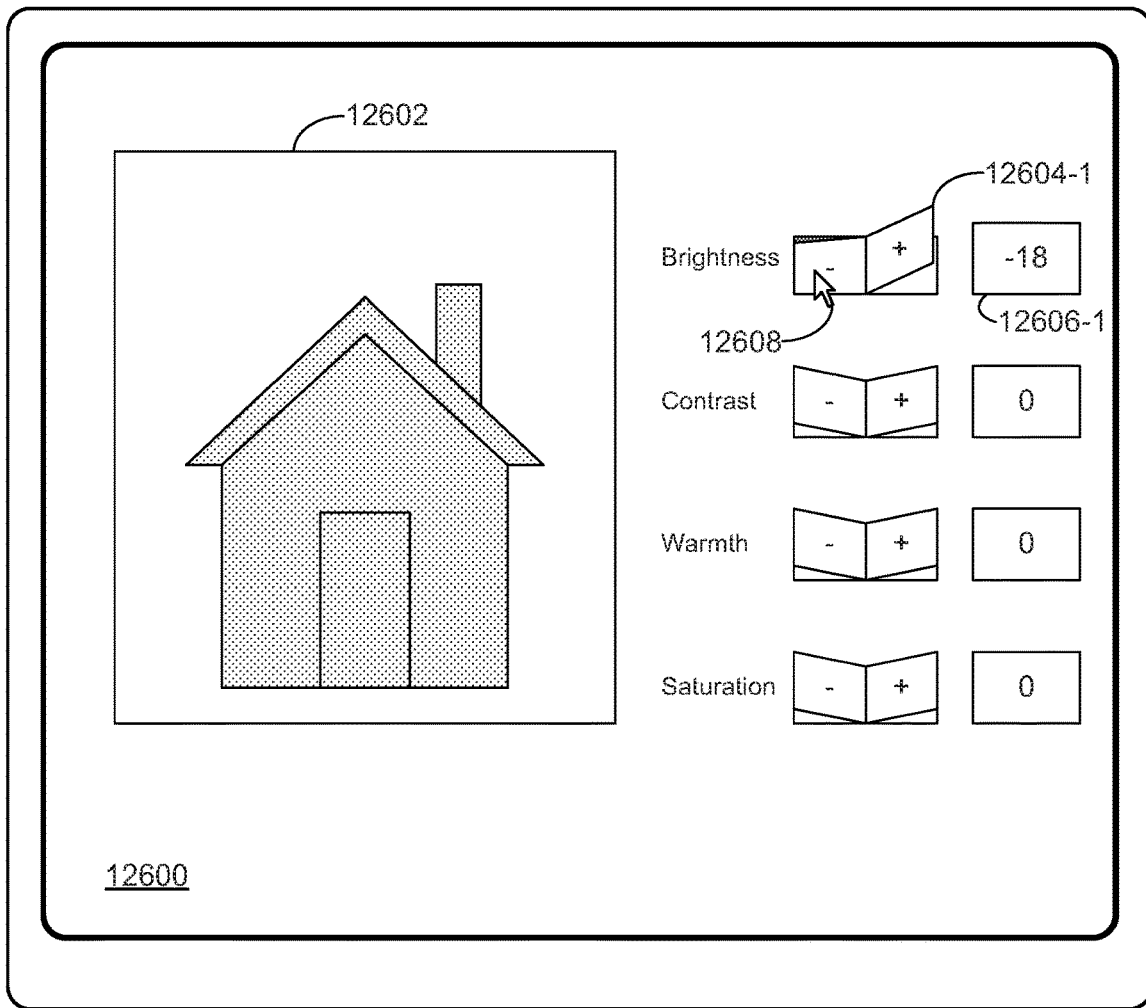 12602
12604-1
Brightness - + -18
12608 12606-1
Contrast - + 0
Warmth - + 0
Saturation - + 0
12600